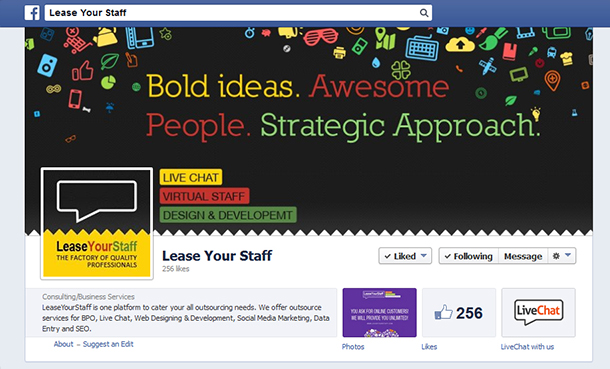 Lease Your Staff
Bold ideas. Awesome
People. Strategic Approach.
LIVE CHAT
VIRTUAL STAFF
DESIGN & DEVELOPEMT
LeaseYourStaff
THE FACTORY OF QUALITY
PROFESSIONALS
Lease Your Staff
256 likes
Liked
Following
Message
Consulting/Business Services
LeaseYourStaff is one platform to cater your all outsourcing needs. We offer outsource
services for BPO, Live Chat, Web Designing & Development, Social Media Marketing, Data
Entry and SEO.
About – Suggest an Edit
YOU ASK FOR ONLINE CUSTOMERS!
WE WILL PROVIDE YOU UNLIMITED!
Photos
256
Likes
LiveChat
LiveChat with us